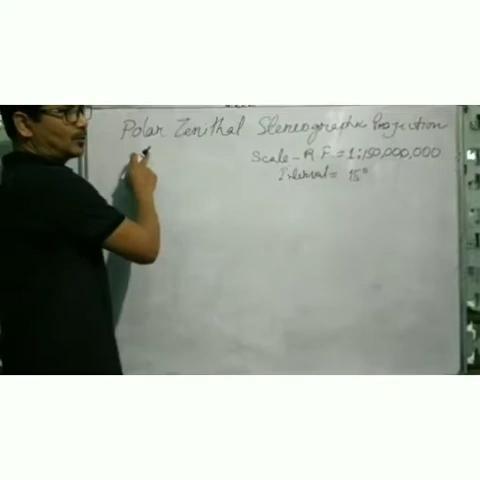 Polar Zenithal Stereographic Projection
Scale - R F = 1:150,000,000
Interval = 15°